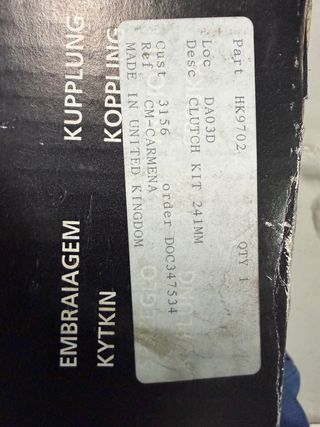 Part HK9702 QTY 1
Loc DA03D
Desc CLUTCH KIT 241MM
Cust 3156 order DOC347534
Ref CM-CARMENA
MADE IN UNITED KINGDOM
KOPPLING
KUPPLUNG
KYTKIN
EMBRAIAGEM